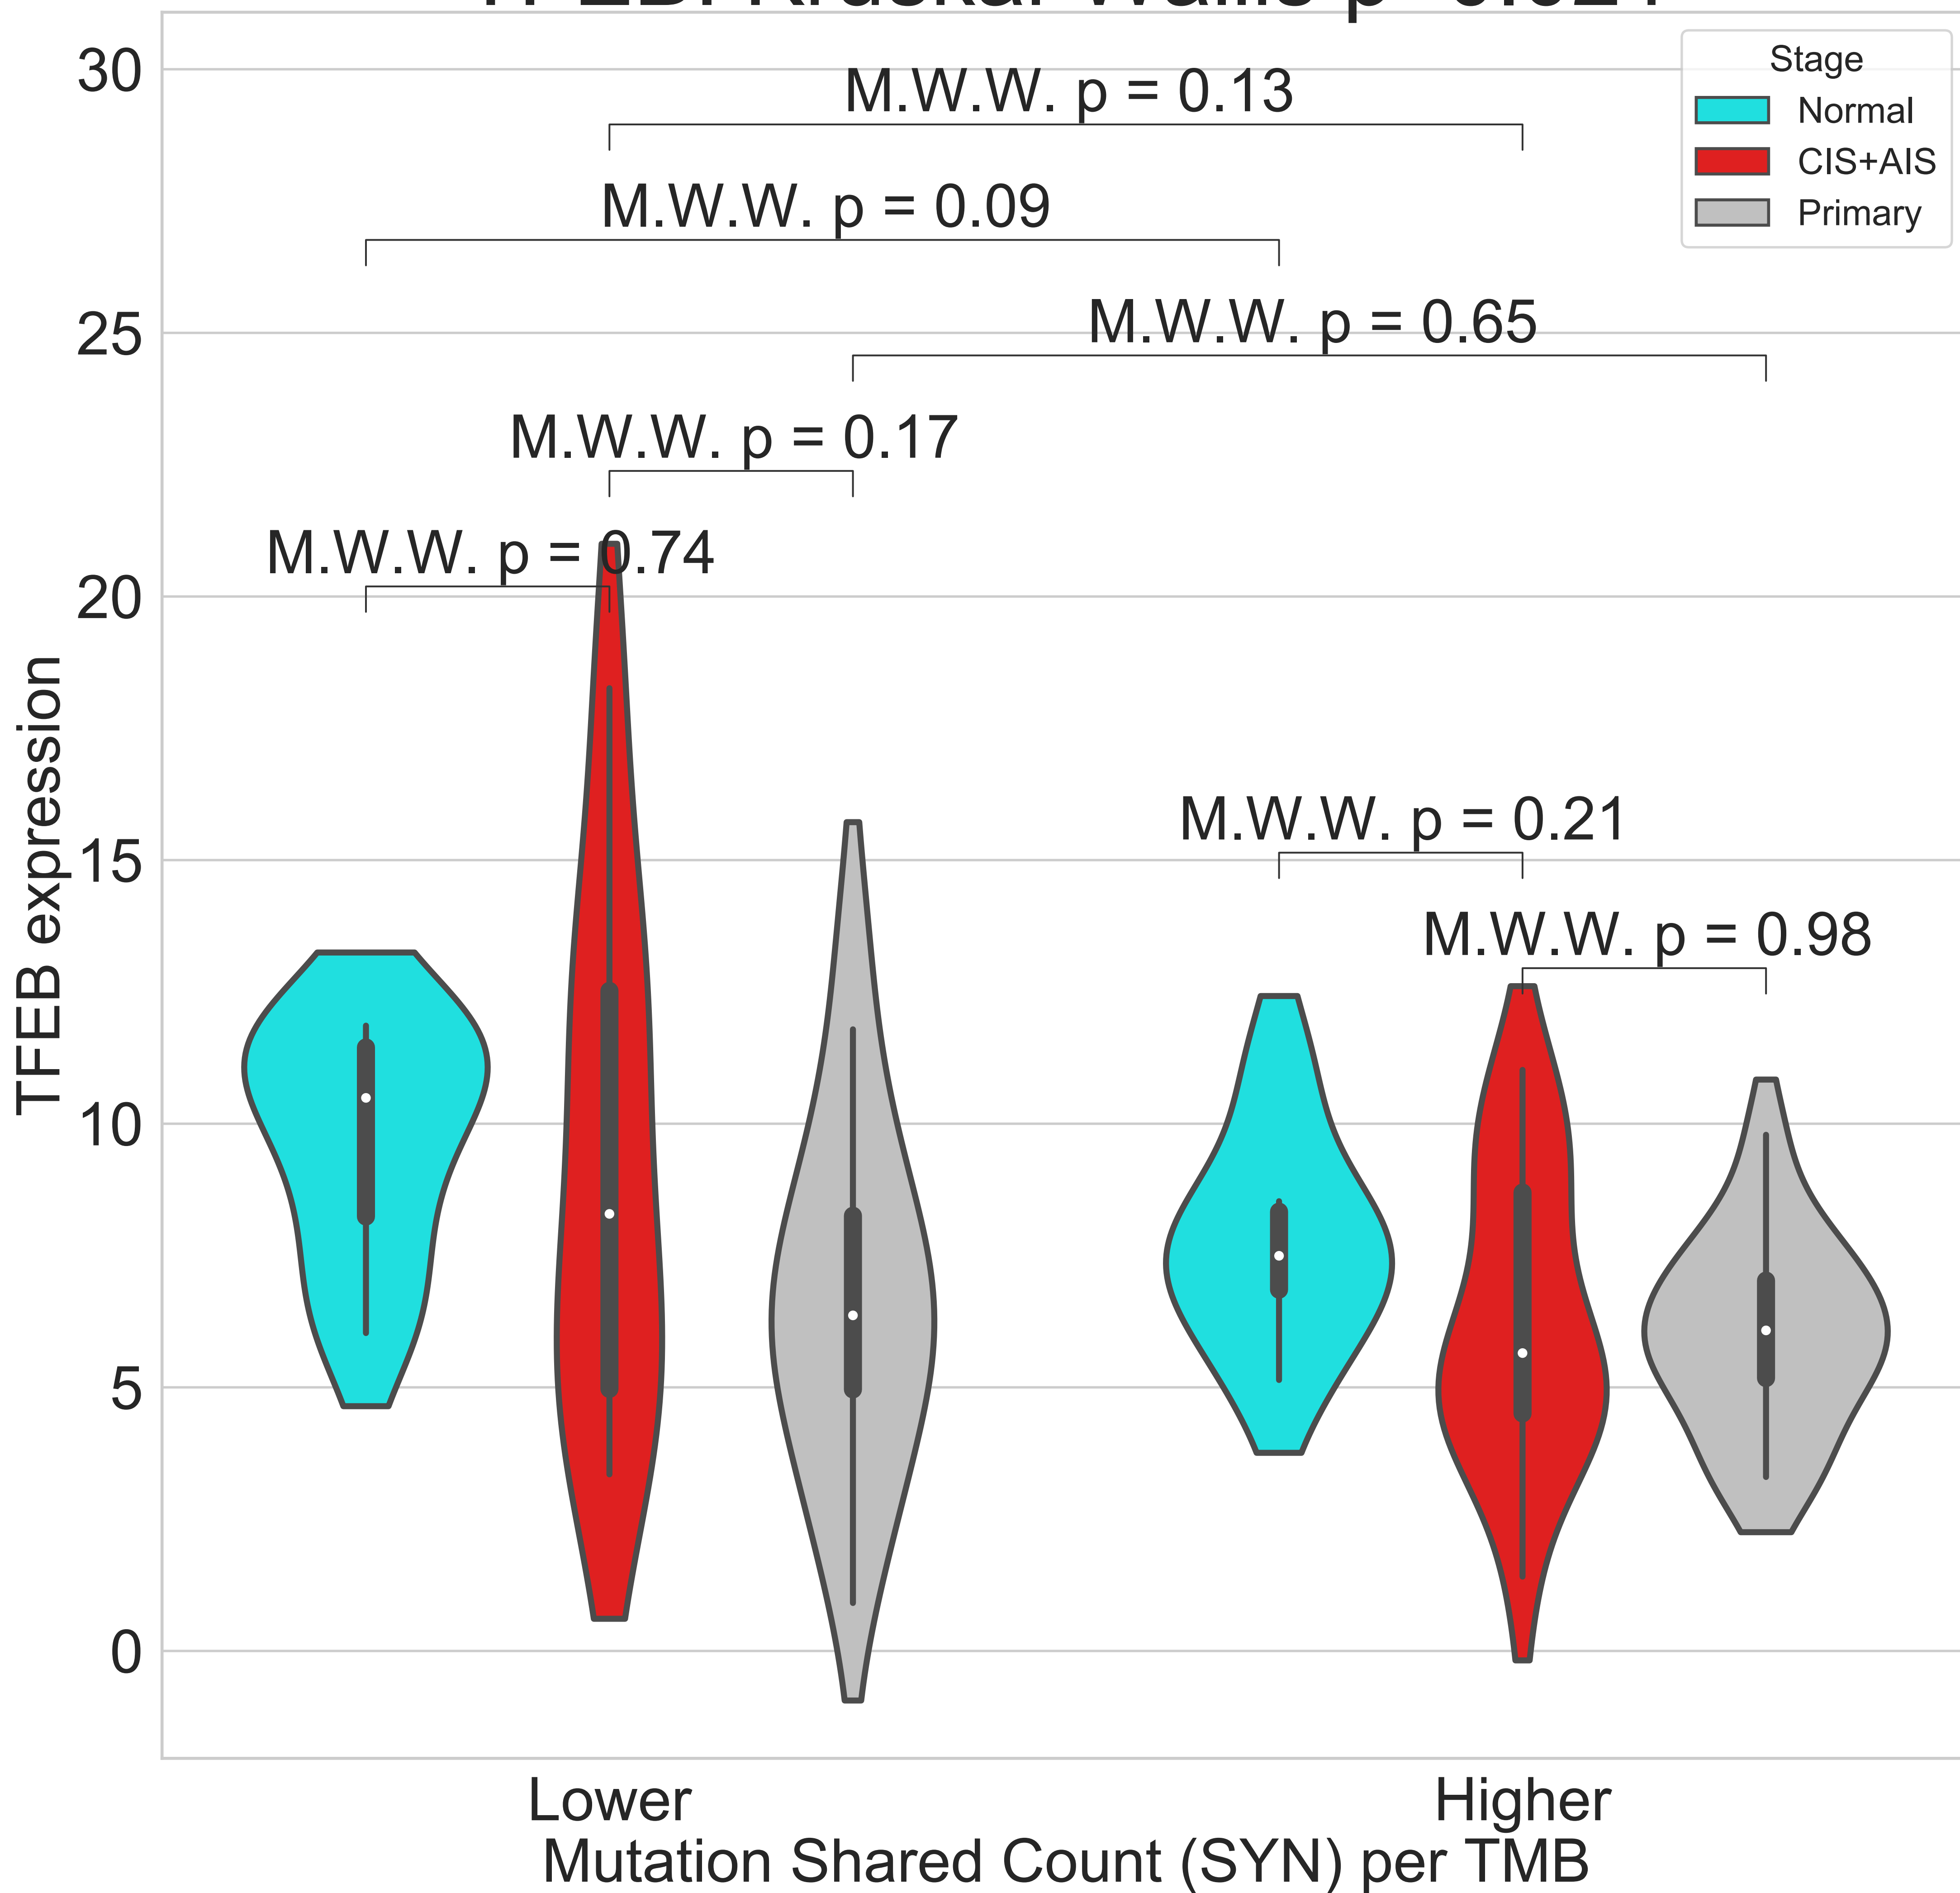 30
25
20
15
10
5
0
TFEB expression
M.W.W. p = 0.13
M.W.W. p = 0.09
M.W.W. p = 0.65
M.W.W. p = 0.17
M.W.W. p = 0.74
M.W.W. p = 0.21
M.W.W. p = 0.98
Stage
Normal
CIS+AIS
Primary
Lower
Higher
Mutation Shared Count (SYN) per TMB